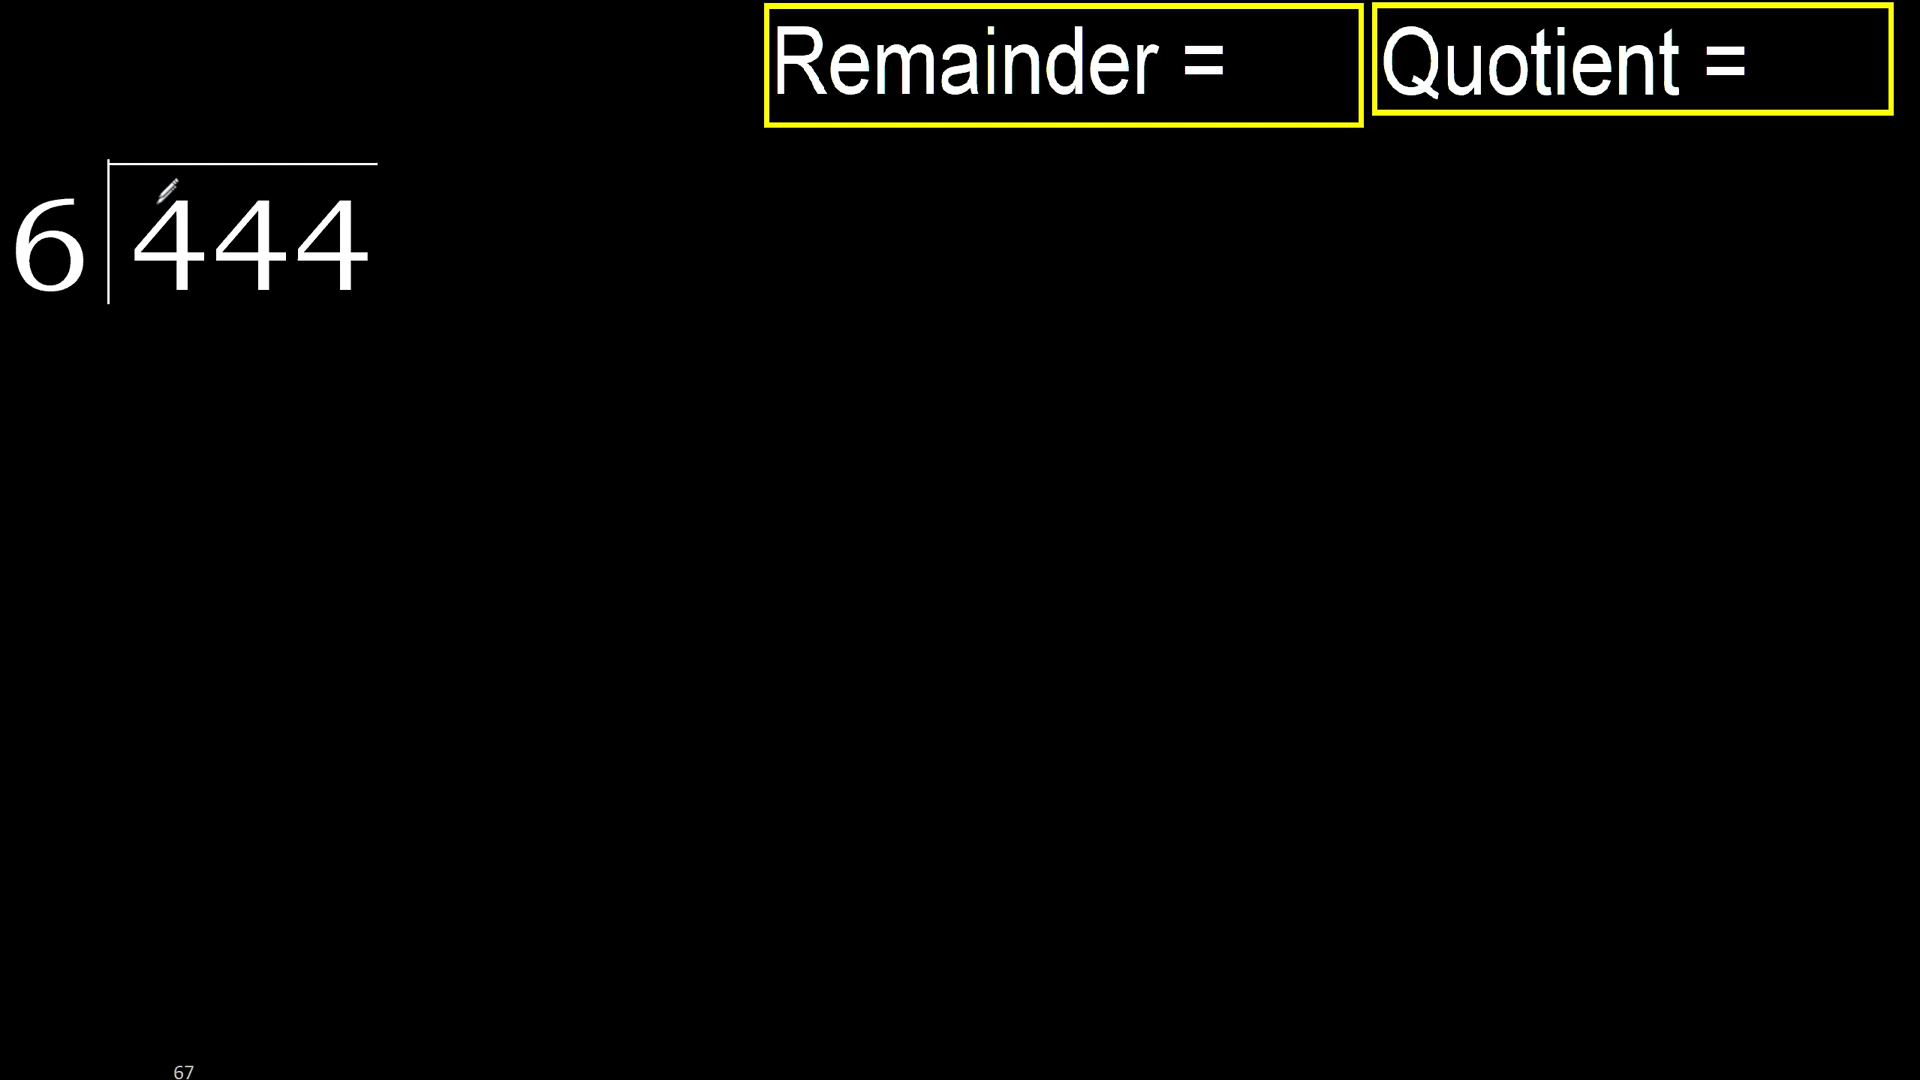 Remainder = Quotient =
6 444
67